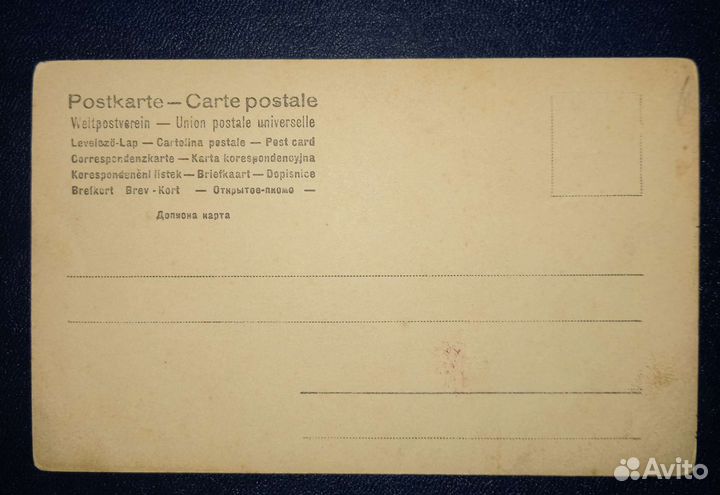 Postkarte — Carte postale
Weltpostverein — Union postale universelle
Levelező-Lap — Cartolina postale — Post card
Correspondenzkarte — Karta korespondencyjna
Korespondenční lístek — Briefkaart — Dopisnice
Brefkort Brev-Kort — Открытое-письмо —
Дописна карта
Avito